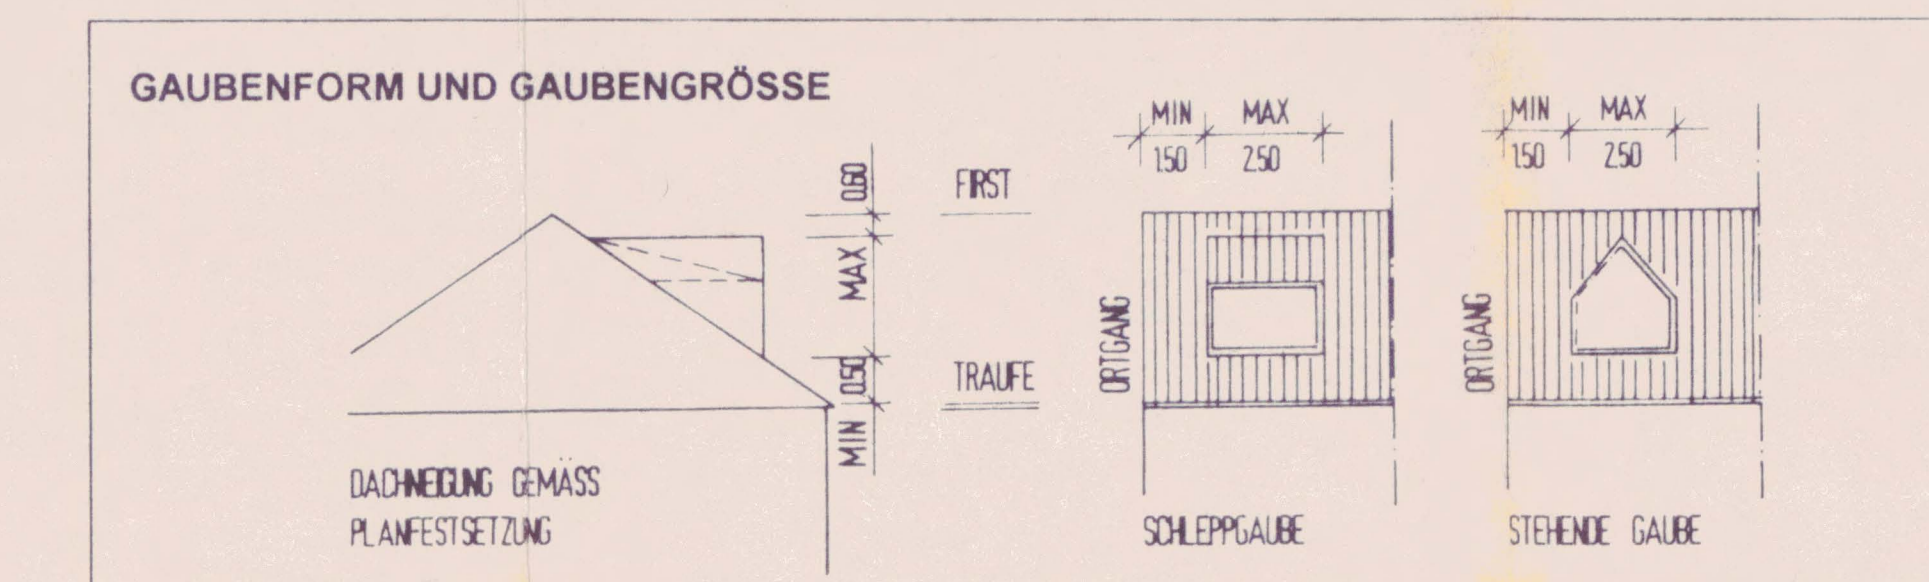 GAUBENFORM UND GAUBENGRÖSSE
0.60
MAX
0.50
MIN
FIRST
TRAUFE
DACHNEIGUNG GEMÄSS
PLANFESTSETZUNG
MIN MAX
1.50 2.50
ORTGANG
SCHLEPPGAUBE
MIN MAX
1.50 2.50
ORTGANG
STEHENDE GAUBE